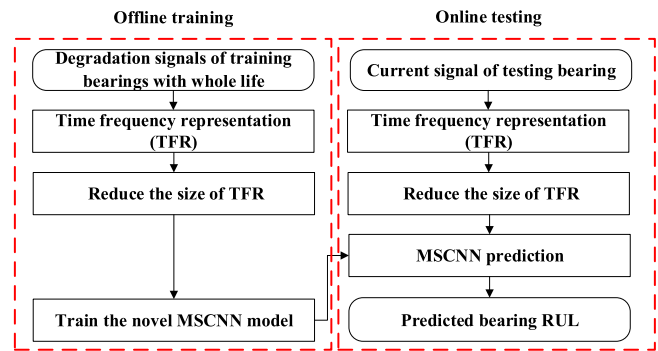 Offline training
Degradation signals of training
bearings with whole life
Time frequency representation
(TFR)
Reduce the size of TFR
Train the novel MSCNN model
Online testing
Current signal of testing bearing
Time frequency representation
(TFR)
Reduce the size of TFR
MSCNN prediction
Predicted bearing RUL